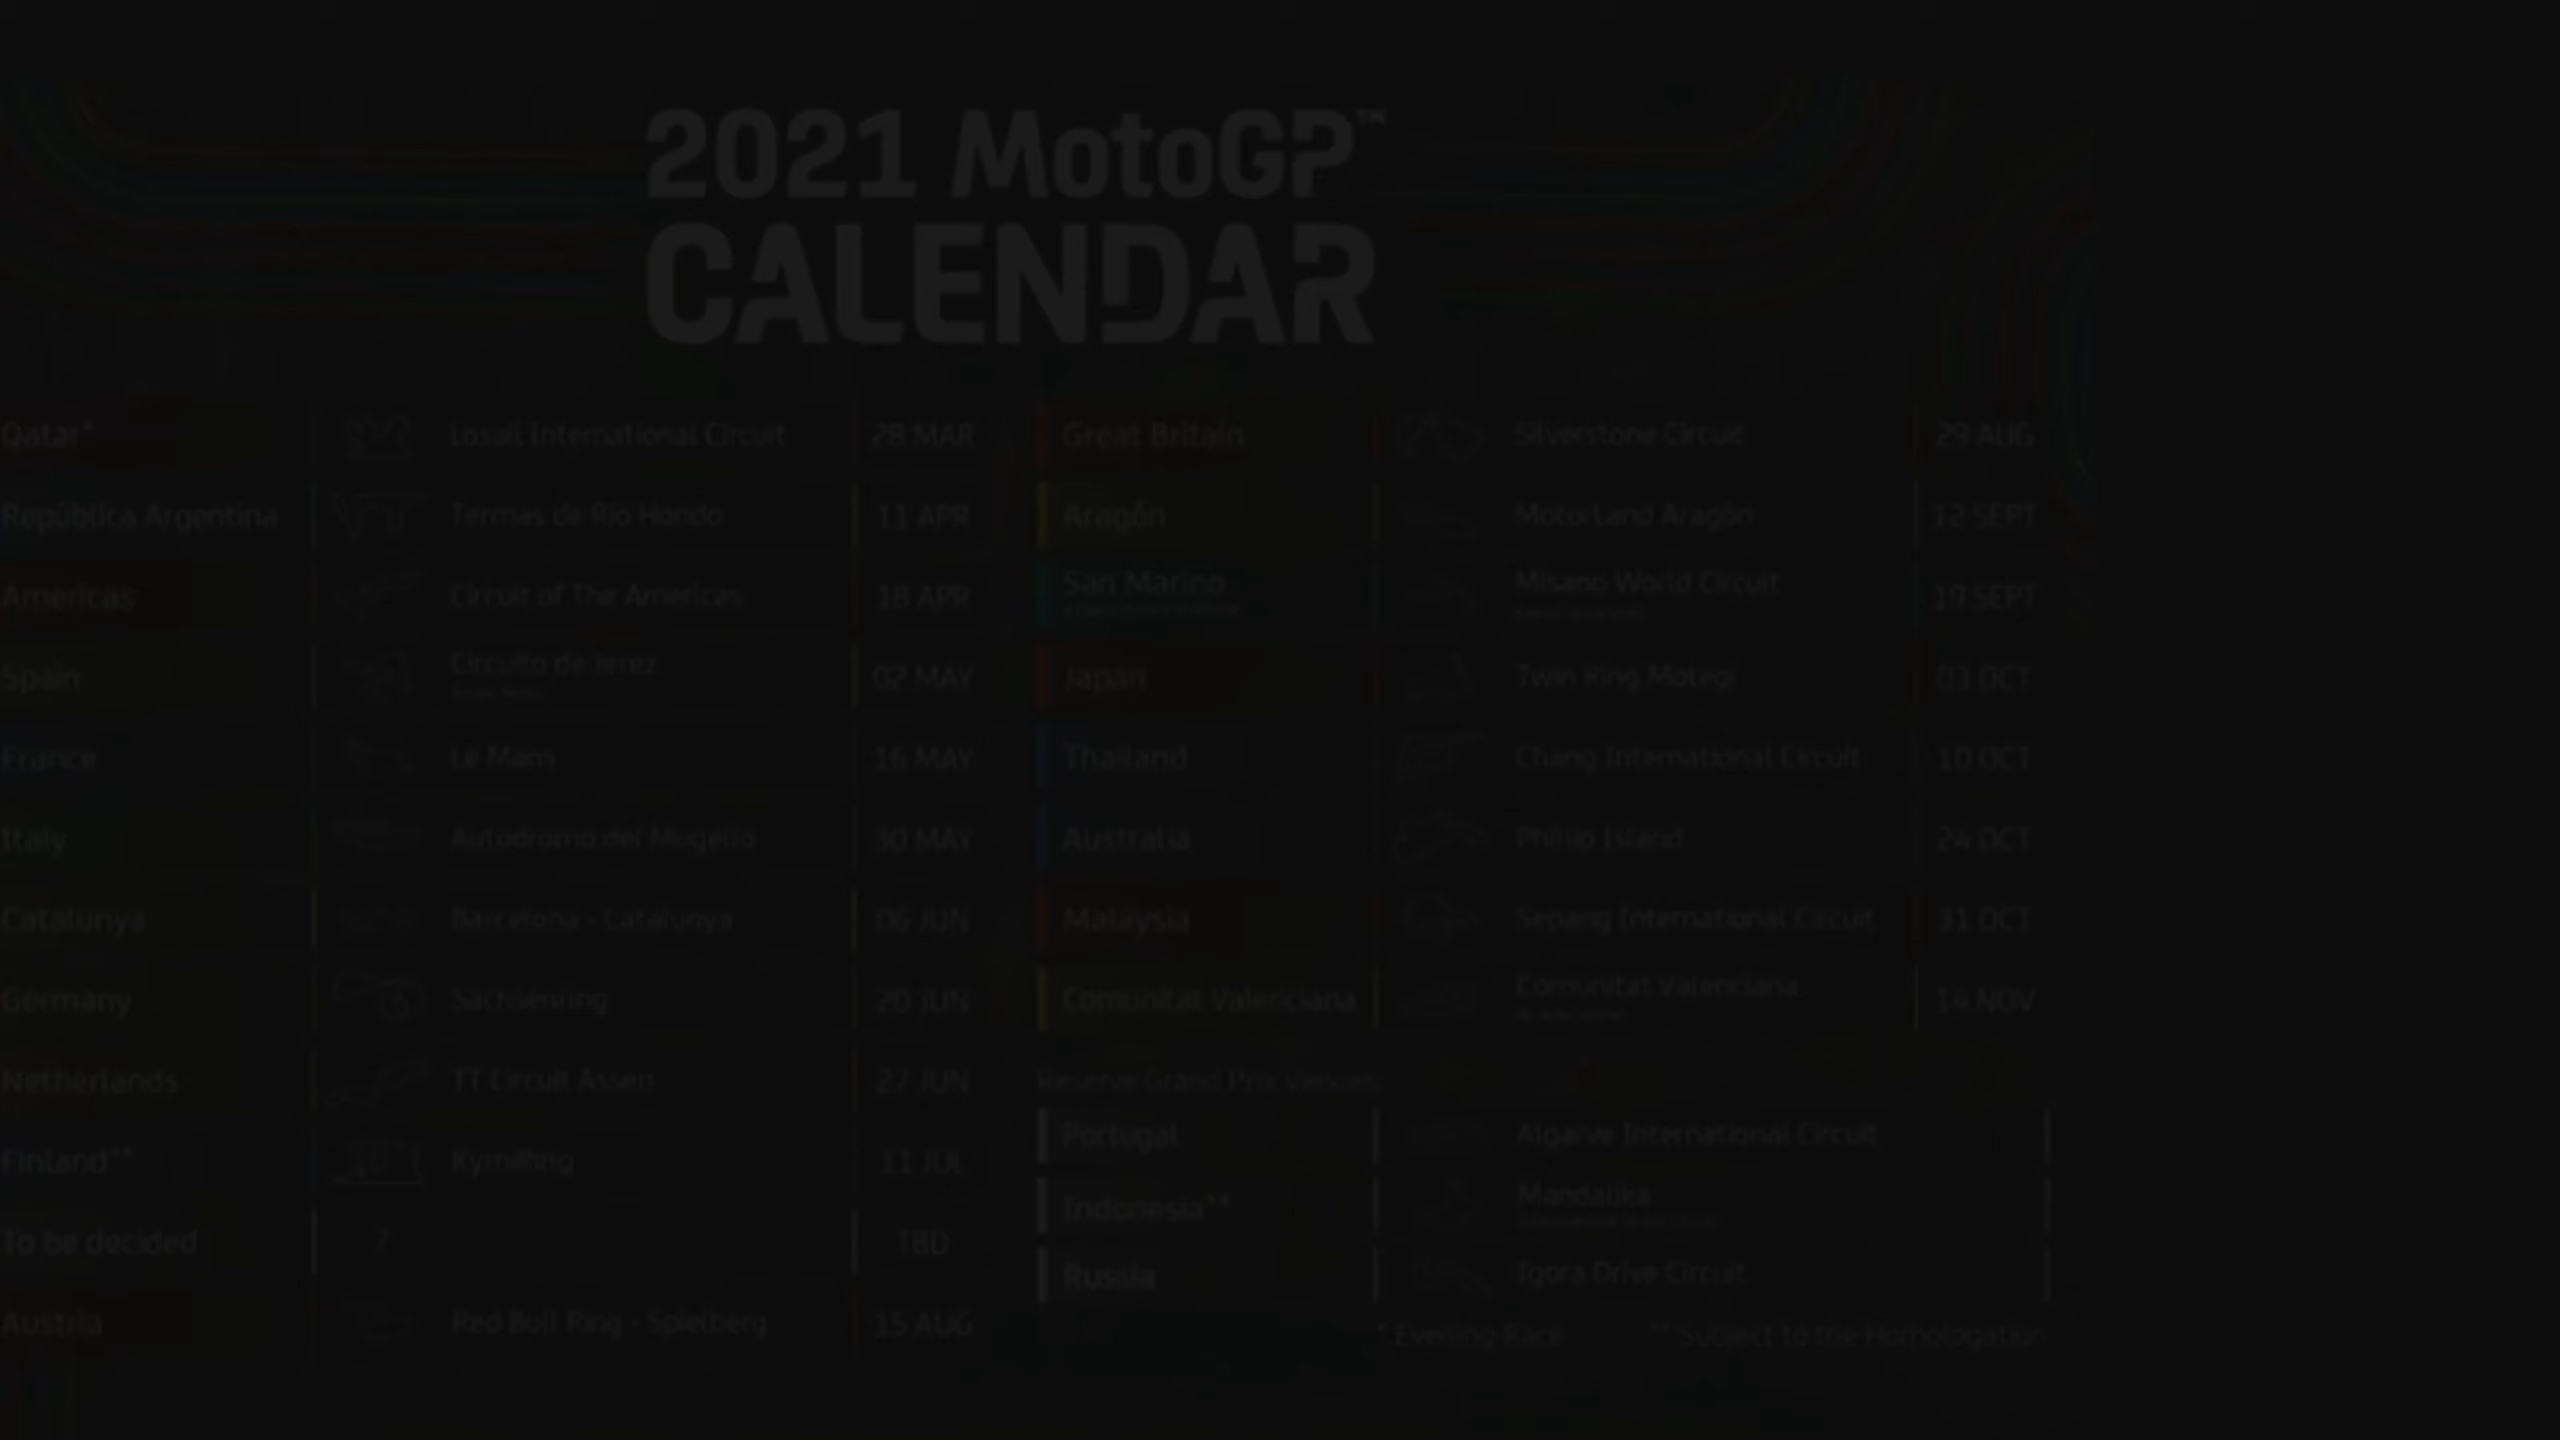 2021 MotoGP™
CALENDAR
Qatar* Losail International Circuit 28 MAR
República Argentina Termas de Río Hondo 11 APR
Americas Circuit of The Americas 18 APR
Spain Circuito de Jerez 02 MAY
France Le Mans 16 MAY
Italy Autodromo del Mugello 30 MAY
Catalunya Barcelona - Catalunya 06 JUN
Germany Sachsenring 20 JUN
Netherlands TT Circuit Assen 27 JUN
Finland** KymiRing 11 JUL
To be decided ? TBD
Austria Red Bull Ring - Spielberg 15 AUG
Great Britain Silverstone Circuit 29 AUG
Aragón MotorLand Aragón 12 SEPT
San Marino Misano World Circuit 19 SEPT
Japan Twin Ring Motegi 03 OCT
Thailand Chang International Circuit 10 OCT
Australia Phillip Island 24 OCT
Malaysia Sepang International Circuit 31 OCT
Comunitat Valenciana Comunitat Valenciana 14 NOV
Reserve Grand Prix Venues
Portugal Algarve International Circuit
Indonesia** Mandalika
Russia Igora Drive Circuit
* Evening Race ** Subject to the Homologation